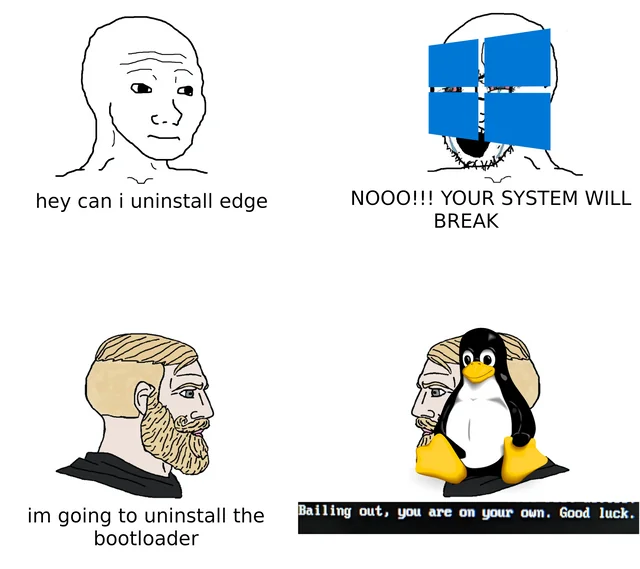 hey can i uninstall edge
NOOO!!! YOUR SYSTEM WILL
BREAK
im going to uninstall the
bootloader
Bailing out, you are on your own. Good luck.